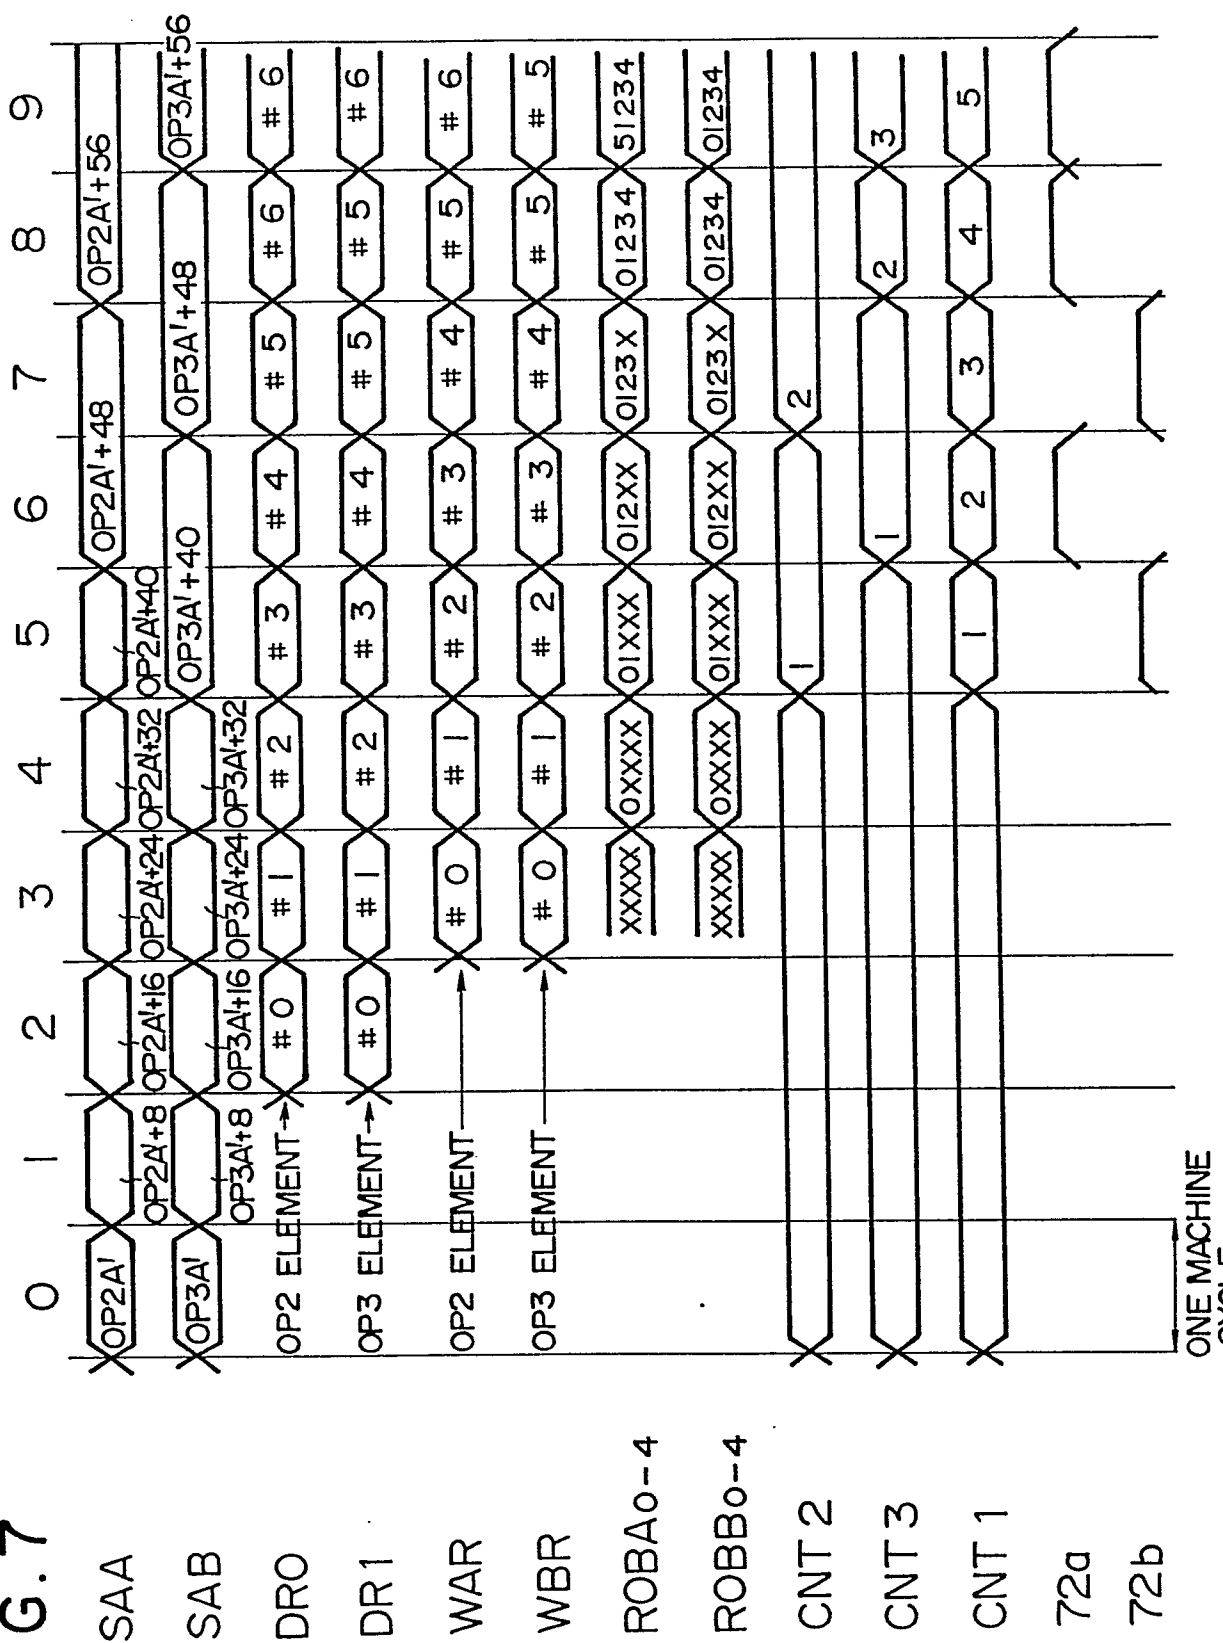 G. 7
0 1 2 3 4 5 6 7 8 9
SAA OP2A' OP2A'+8 OP2A'+16 OP2A'+24 OP2A'+32 OP2A'+40 OP2A'+48 OP2A'+56
SAB OP3A' OP3A'+8 OP3A'+16 OP3A'+24 OP3A'+32 OP3A'+40 OP3A'+48 OP3A'+56
DR0 OP2 ELEMENT #0 #1 #2 #3 #4 #5 #6 #6
DR1 OP3 ELEMENT #0 #1 #2 #3 #4 #5 #5 #6
WAR OP2 ELEMENT #0 #1 #2 #3 #4 #5 #6
WBR OP3 ELEMENT #0 #1 #2 #3 #4 #5 #5
ROBA0-4 XXXXX 0XXXX 01XXX 012XX 0123X 01234 51234
ROBB0-4 XXXXX 0XXXX 01XXX 012XX 0123X 01234 01234
CNT 2 1 2
CNT 3 1 2 3
CNT 1 1 2 3 4 5
72a
72b
ONE MACHINE